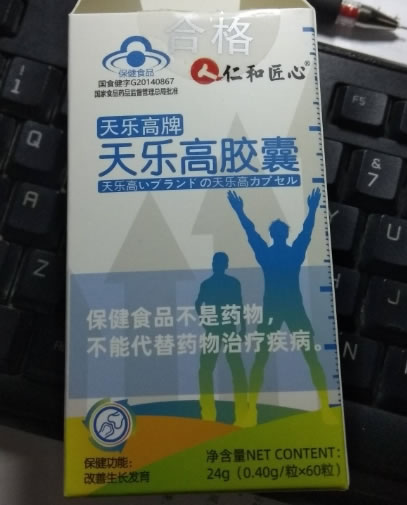 合格
保健食品
国食健字G20140867
国家食品药品监督管理总局批准
仁和匠心®
天乐高牌
天乐高胶囊
天乐高いブランドの天乐高カプセル
保健食品不是药物，
不能代替药物治疗疾病。
保健功能：
改善生长发育
净含量NET CONTENT：
24g（0.40g/粒×60粒）
F5
1
Q
A
Z
&
7
U
J
M